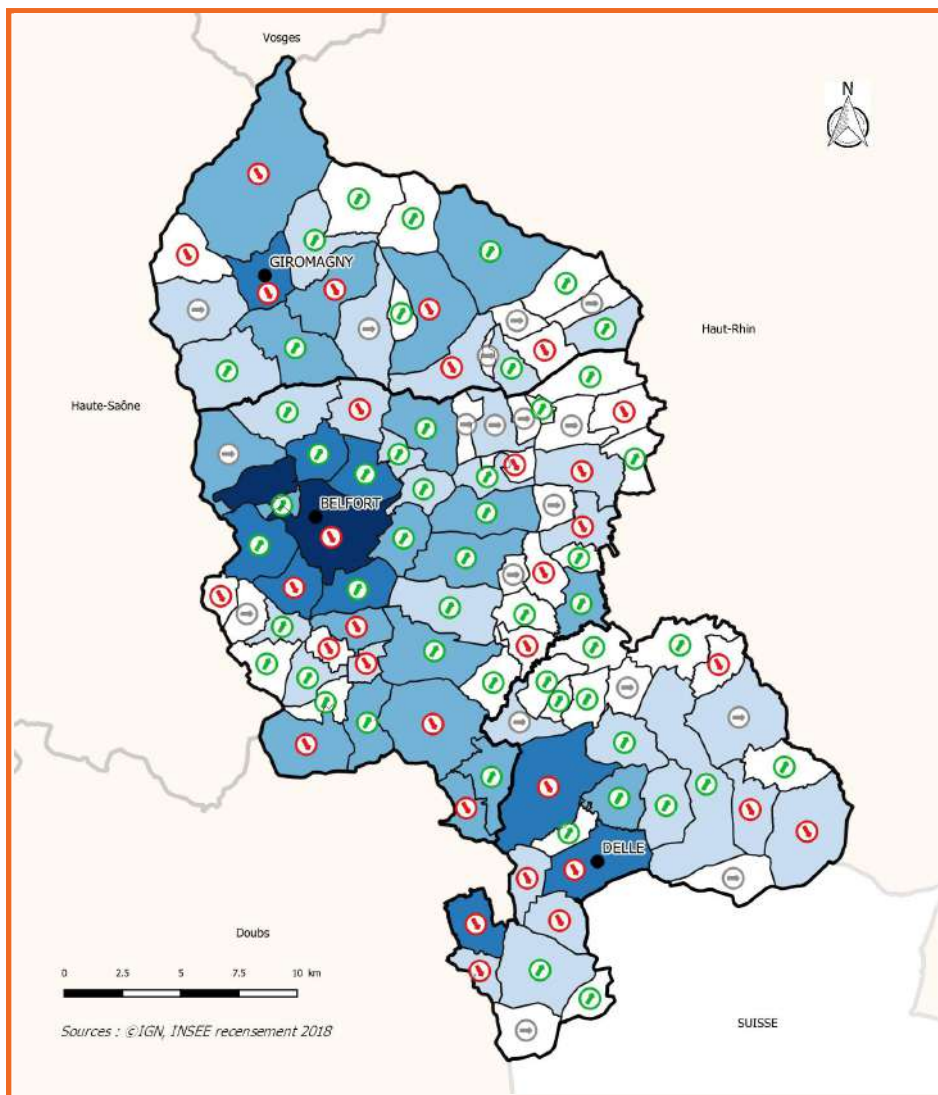 Vosges
N
GIROMAGNY
Haut-Rhin
Haute-Saône
BELFORT
DELLE
Doubs
0 2.5 5 7.5 10 km
Sources : ©IGN, INSEE recensement 2018
SUISSE